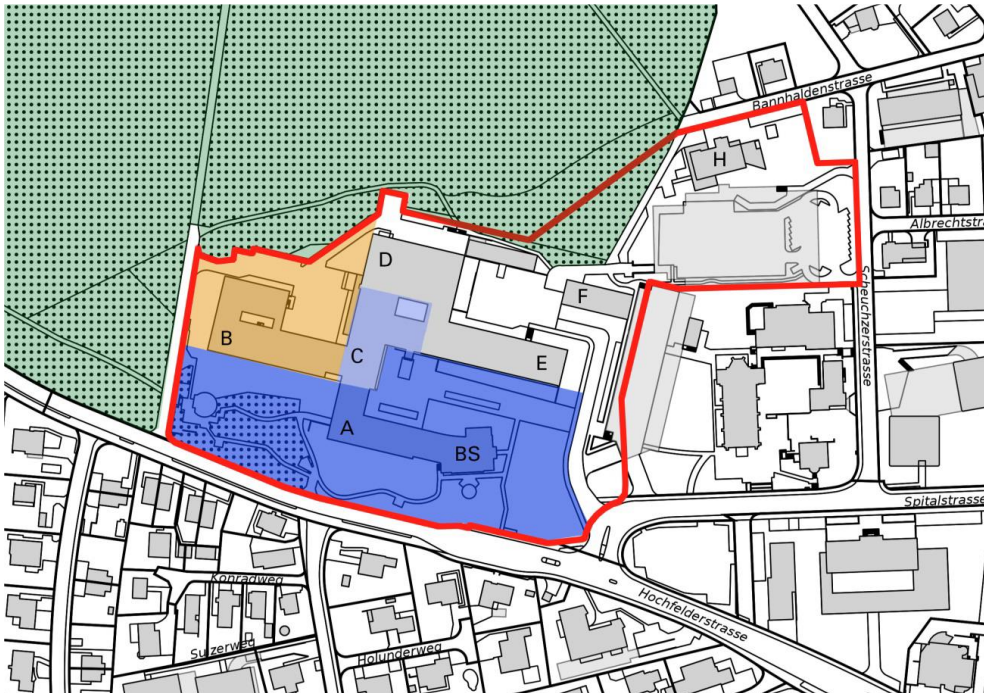 Bannhaldenstrasse
H
Albrechtstra
D
F
Scheuchzerstrasse
B
C
E
A
BS
Spitalstrasse
Konradweg
Hochfelderstrasse
Sulzerweg
Holunderweg